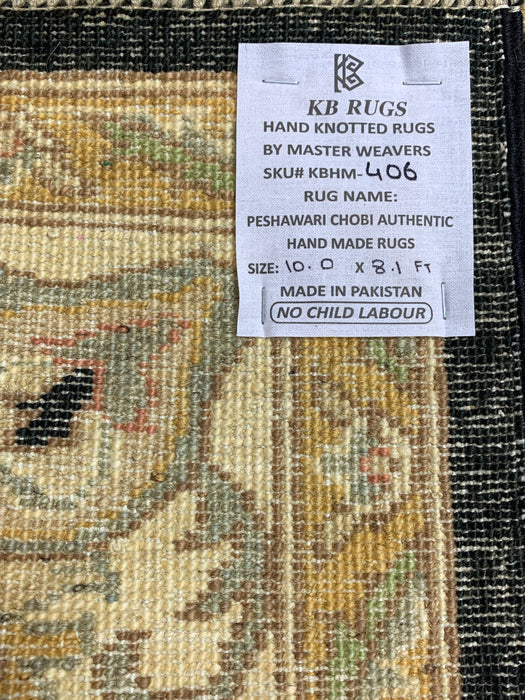 KB
KB RUGS
HAND KNOTTED RUGS
BY MASTER WEAVERS
SKU# KBHM-406
RUG NAME:
PESHAWARI CHOBI AUTHENTIC
HAND MADE RUGS
SIZE: 10.0 X 8.1 FT
MADE IN PAKISTAN
NO CHILD LABOUR